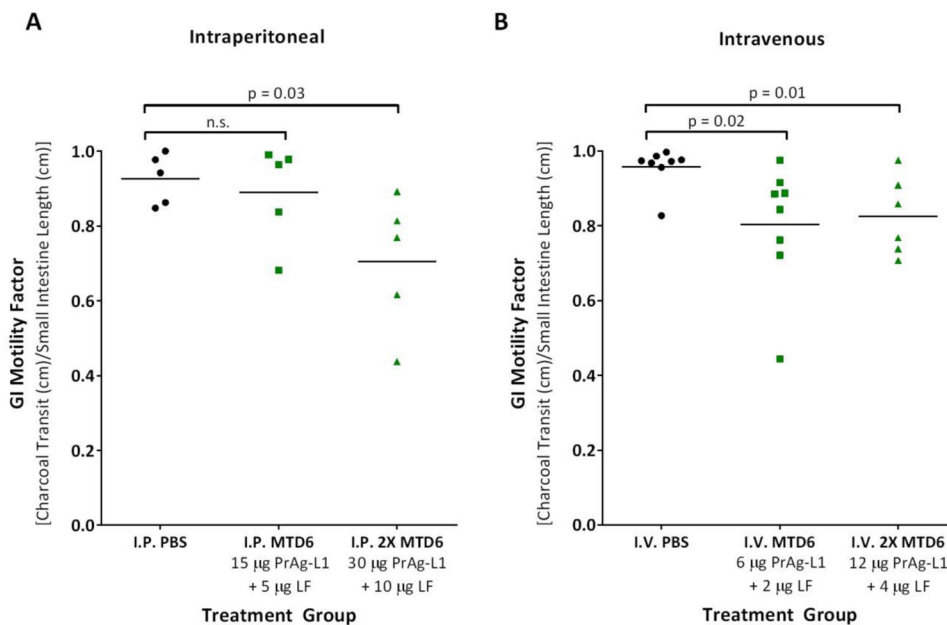 A
Intraperitoneal
p = 0.03
n.s.
GI Motility Factor
[Charcoal Transit (cm)/Small Intestine Length (cm)]
1.0
0.8
0.6
0.4
0.2
0.0
I.P. PBS
I.P. MTD6
15 µg PrAg-L1
+ 5 µg LF
I.P. 2X MTD6
30 µg PrAg-L1
+ 10 µg LF
Treatment Group
B
Intravenous
p = 0.01
p = 0.02
GI Motility Factor
[Charcoal Transit (cm)/Small Intestine Length (cm)]
1.0
0.8
0.6
0.4
0.2
0.0
I.V. PBS
I.V. MTD6
6 µg PrAg-L1
+ 2 µg LF
I.V. 2X MTD6
12 µg PrAg-L1
+ 4 µg LF
Treatment Group